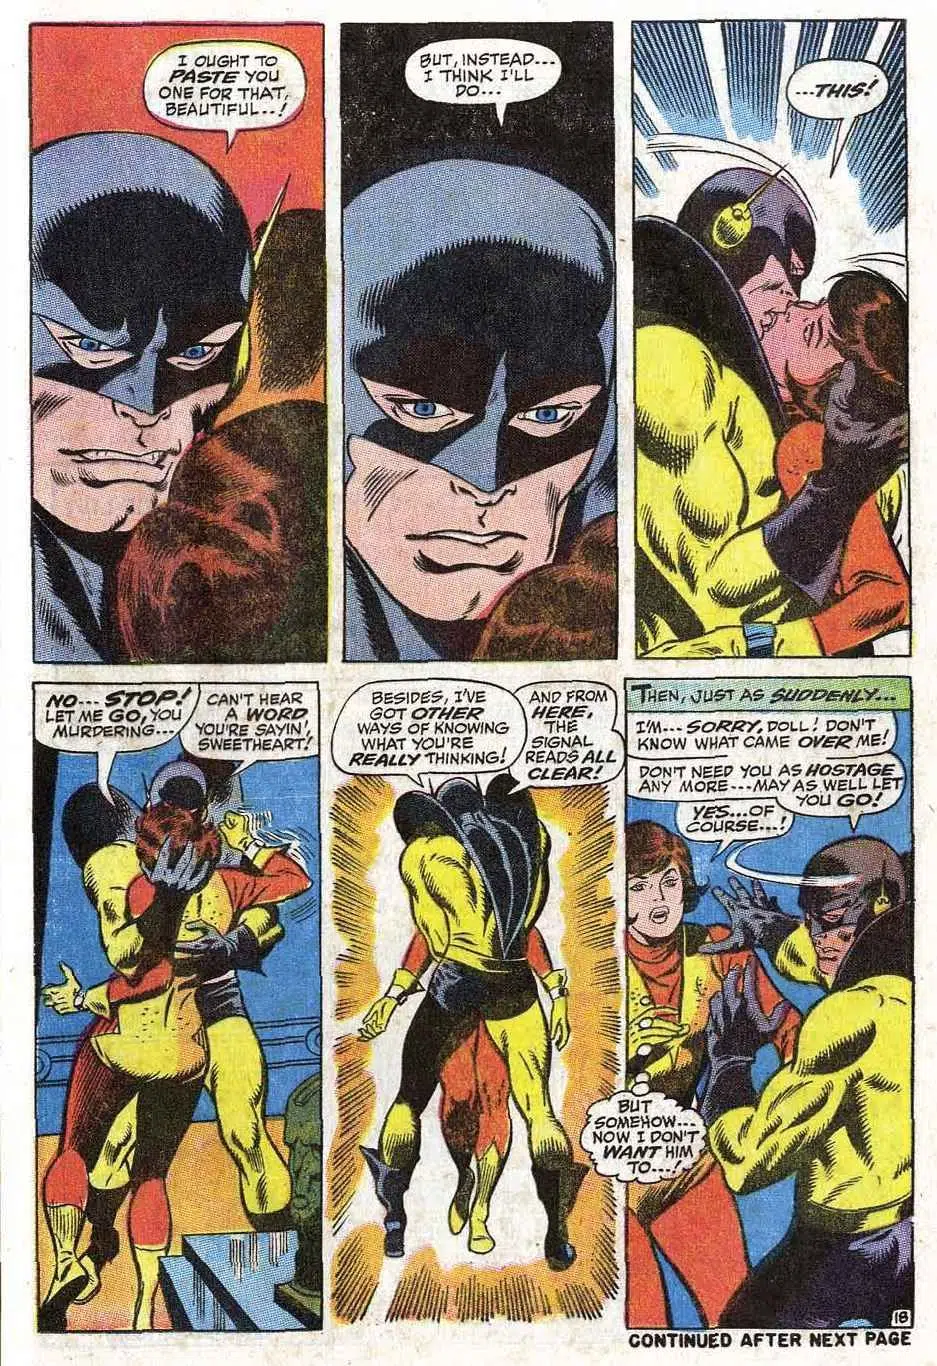 I OUGHT TO
PASTE YOU
ONE FOR THAT,
BEAUTIFUL--!
BUT, INSTEAD---
I THINK I'LL
DO---
---THIS!
NO--- STOP!
LET ME GO, YOU
MURDERING---
CAN'T HEAR
A WORD
YOU'RE SAYIN',
SWEETHEART!
BESIDES, I'VE
GOT OTHER
WAYS OF KNOWING
WHAT YOU'RE
REALLY THINKING!
AND FROM
HERE,
THE
SIGNAL
READS ALL
CLEAR!
THEN, JUST AS SUDDENLY---
I'M--- SORRY, DOLL! DON'T
KNOW WHAT CAME OVER ME!
DON'T NEED YOU AS HOSTAGE
ANY MORE---MAY AS WELL LET
YOU GO!
YES...OF
COURSE---!
BUT
SOMEHOW---
NOW I DON'T
WANT HIM
TO---!
18
CONTINUED AFTER NEXT PAGE